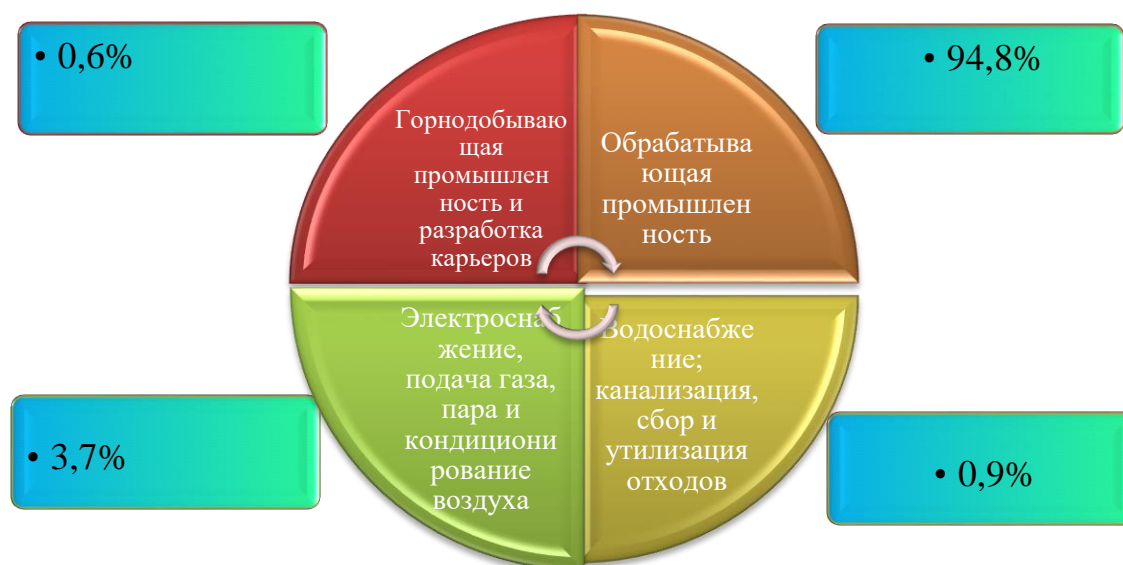 • 0,6%
• 94,8%
Горнодобываю
щая
промышлен
ность и
разработка
карьеров
Обрабатыва
ющая
промышлен
ность
Электроснаб
жение,
подача газа,
пара и
кондициони
рование
воздуха
Водоснабже
ние;
канализация,
сбор и
утилизация
отходов
• 3,7%
• 0,9%